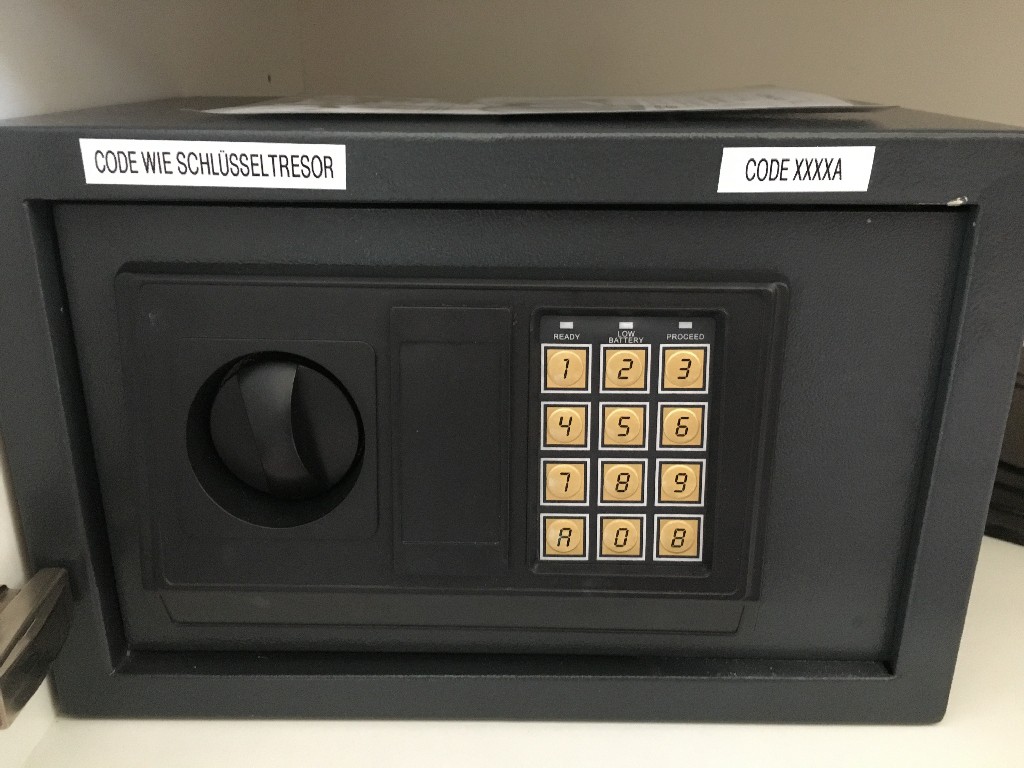 CODE WIE SCHLÜSSELTRESOR
CODE XXXXA
READY
LOW BATTERY
PROCEED
1 2 3
4 5 6
7 8 9
A 0 B